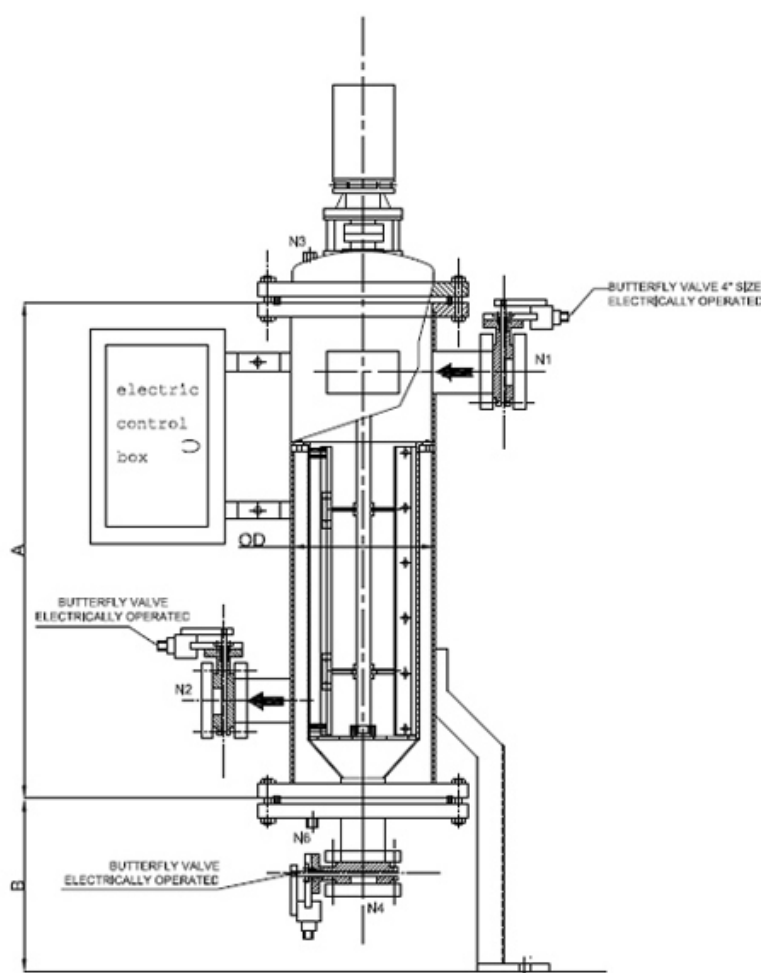 N3
BUTTERFLY VALVE 4" SIZE
ELECTRICALLY OPERATED
N1
electric
control
box
A
OD
BUTTERFLY VALVE
ELECTRICALLY OPERATED
N2
N6
BUTTERFLY VALVE
ELECTRICALLY OPERATED
B
N4